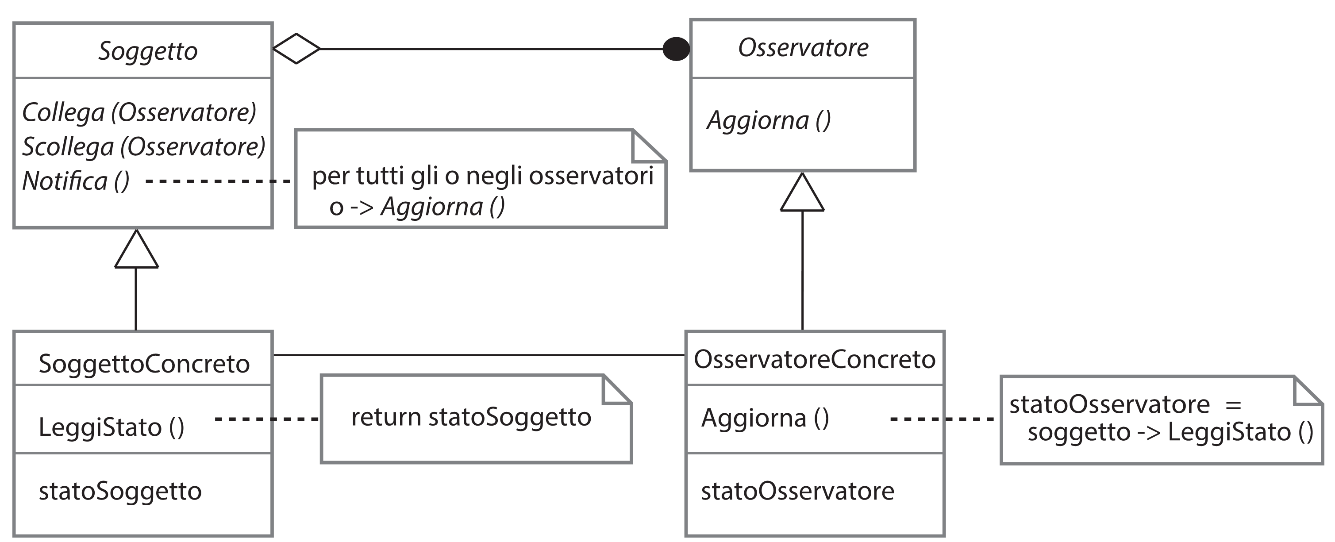 Soggetto
Collega (Osservatore)
Scollega (Osservatore)
Notifica ()
per tutti gli o negli osservatori
o -> Aggiorna ()
Osservatore
Aggiorna ()
SoggettoConcreto
LeggiStato ()
statoSoggetto
return statoSoggetto
OsservatoreConcreto
Aggiorna ()
statoOsservatore
statoOsservatore =
soggetto -> LeggiStato ()